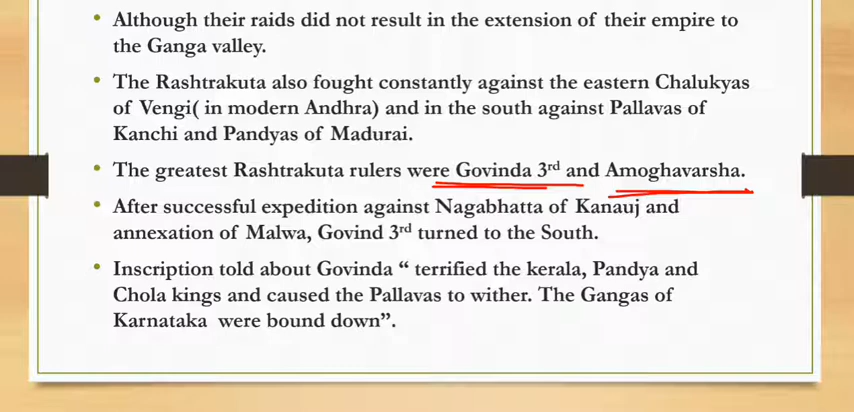 • Although their raids did not result in the extension of their empire to
the Ganga valley.
• The Rashtrakuta also fought constantly against the eastern Chalukyas
of Vengi( in modern Andhra) and in the south against Pallavas of
Kanchi and Pandyas of Madurai.
• The greatest Rashtrakuta rulers were Govinda 3rd and Amoghavarsha.
• After successful expedition against Nagabhatta of Kanauj and
annexation of Malwa, Govind 3rd turned to the South.
• Inscription told about Govinda “ terrified the kerala, Pandya and
Chola kings and caused the Pallavas to wither. The Gangas of
Karnataka  were bound down”.